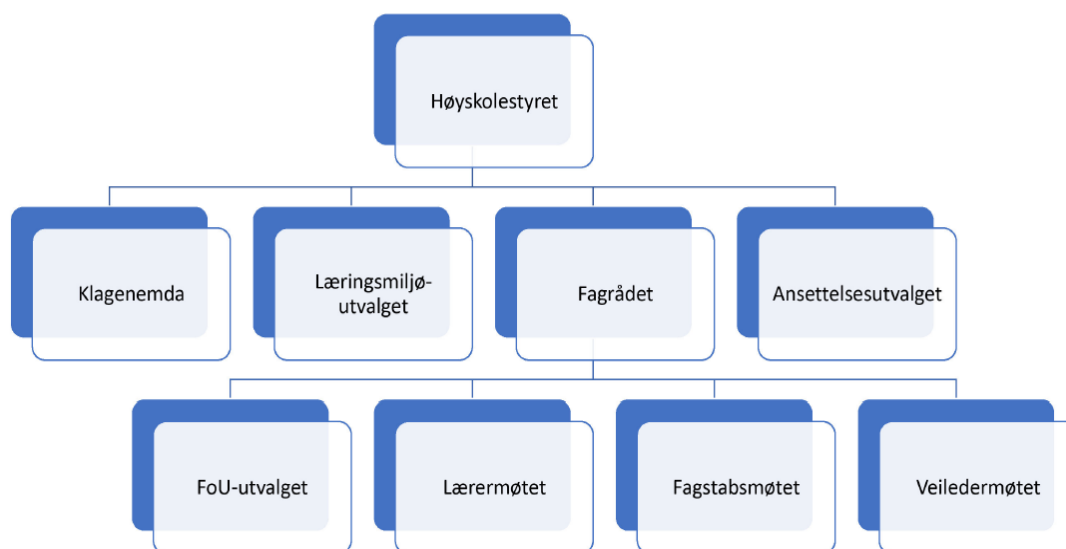 Høyskolestyret
Klagenemda
Læringsmiljø-
utvalget
Fagrådet
Ansettelsesutvalget
FoU-utvalget
Lærermøtet
Fagstabsmøtet
Veiledermøtet